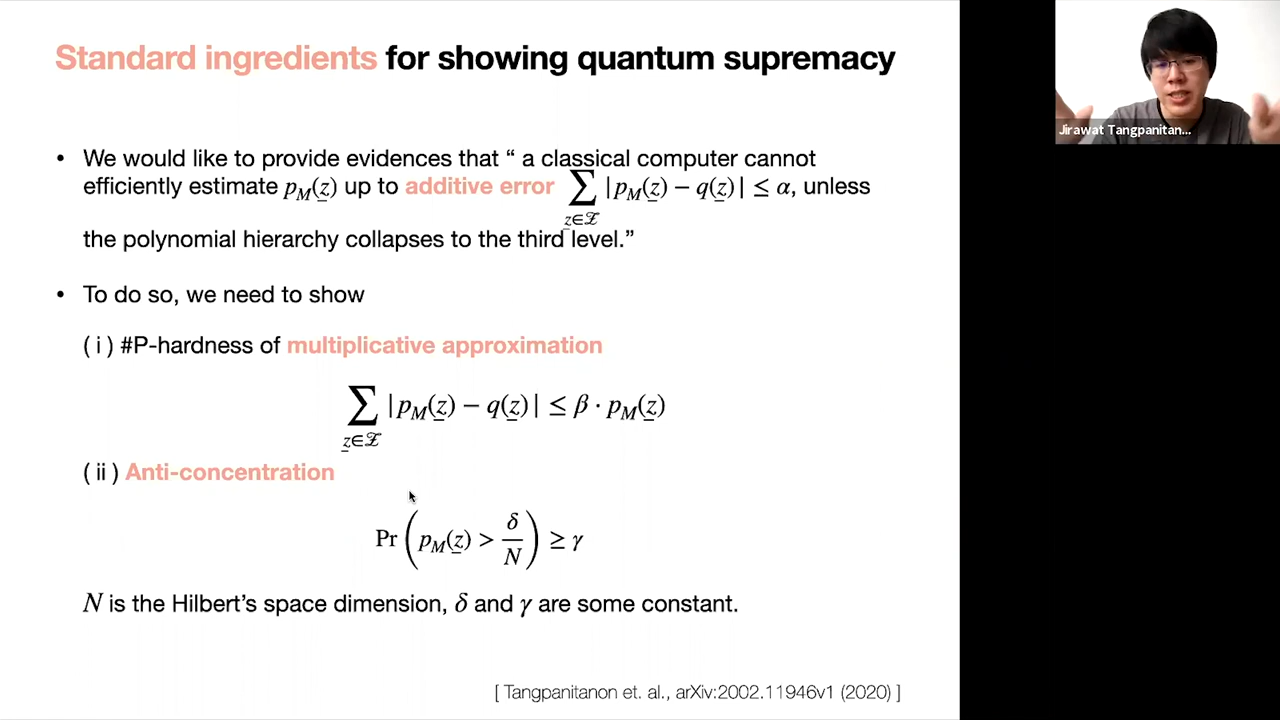 Standard ingredients for showing quantum supremacy
• We would like to provide evidences that “ a classical computer cannot
efficiently estimate p_M(z̲) up to additive error ∑_{z̲∈𝒵} |p_M(z̲) − q(z̲)| ≤ α, unless
the polynomial hierarchy collapses to the third level.”
• To do so, we need to show
( i ) #P-hardness of multiplicative approximation
∑_{z̲∈𝒵} |p_M(z̲) − q(z̲)| ≤ β · p_M(z̲)
( ii ) Anti-concentration
Pr ( p_M(z̲) > δ/N ) ≥ γ
N is the Hilbert’s space dimension, δ and γ are some constant.
[ Tangpanitanon et. al., arXiv:2002.11946v1 (2020) ]
Jirawat Tangpanitan...